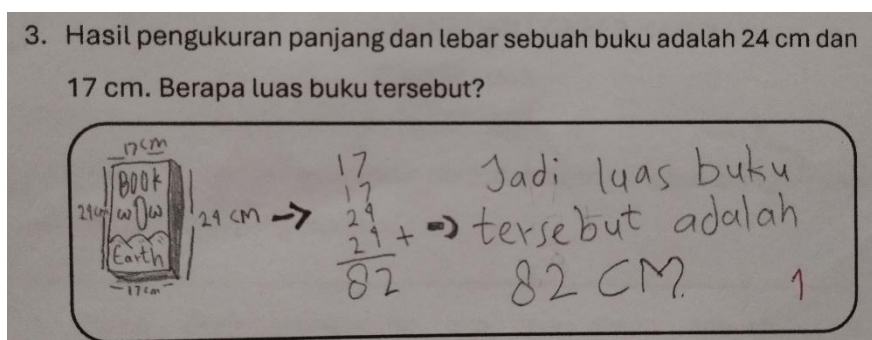 3. Hasil pengukuran panjang dan lebar sebuah buku adalah 24 cm dan
17 cm. Berapa luas buku tersebut?
17 cm
BOOK
WOW
Earth
24 cm
24 cm
17 cm
17
17
24
24 +
82
Jadi luas buku
tersebut adalah
82 CM
1